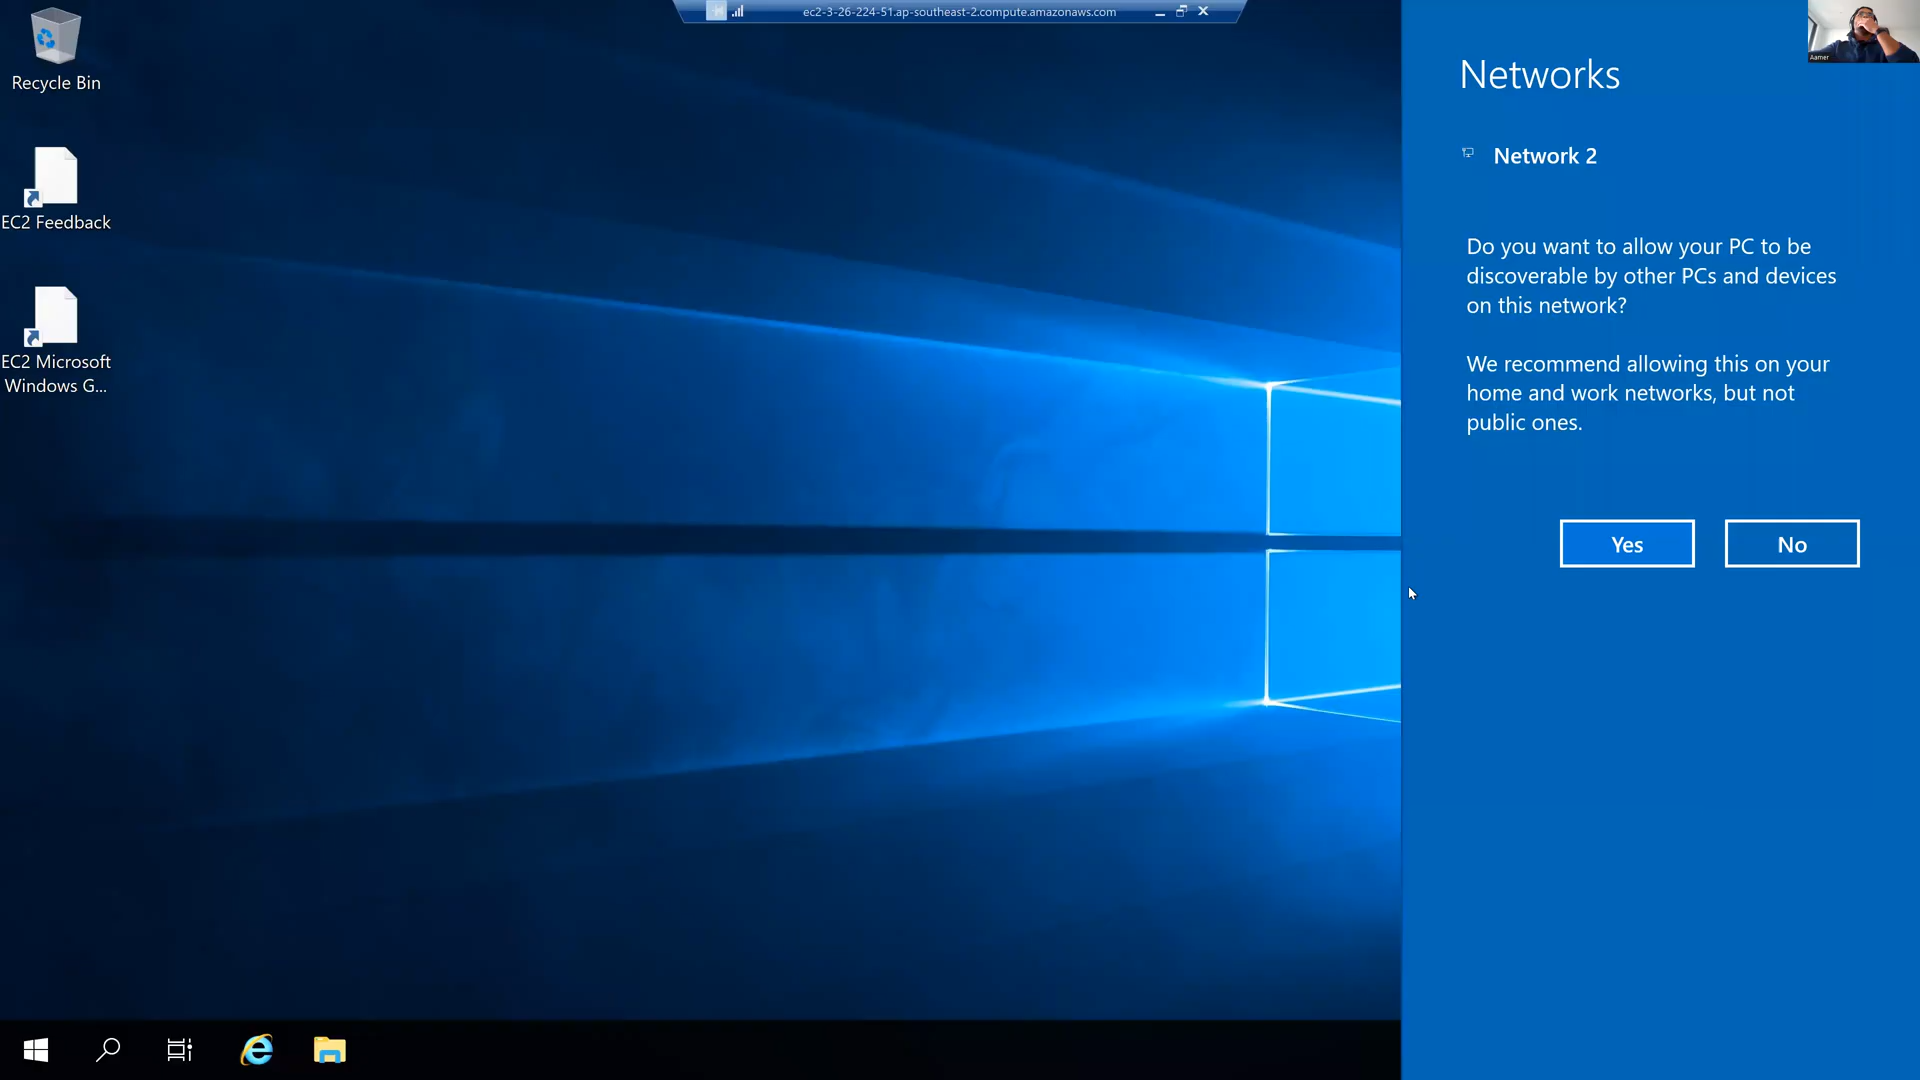 ec2-3-26-224-51.ap-southeast-2.compute.amazonaws.com
Recycle Bin
EC2 Feedback
EC2 Microsoft
Windows G...
Networks
Network 2
Do you want to allow your PC to be
discoverable by other PCs and devices
on this network?
We recommend allowing this on your
home and work networks, but not
public ones.
Yes
No
Aamer